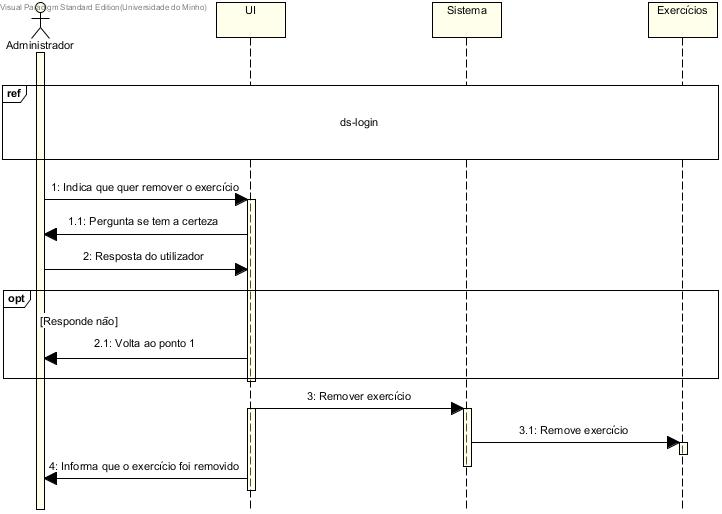 Visual Paradigm Standard Edition(Universidade do Minho)
UI
Sistema
Exercícios
Administrador
ref
ds-login
1: Indica que quer remover o exercício
1.1: Pergunta se tem a certeza
2: Resposta do utilizador
opt
[Responde não]
2.1: Volta ao ponto 1
3: Remover exercício
3.1: Remove exercício
4: Informa que o exercício foi removido